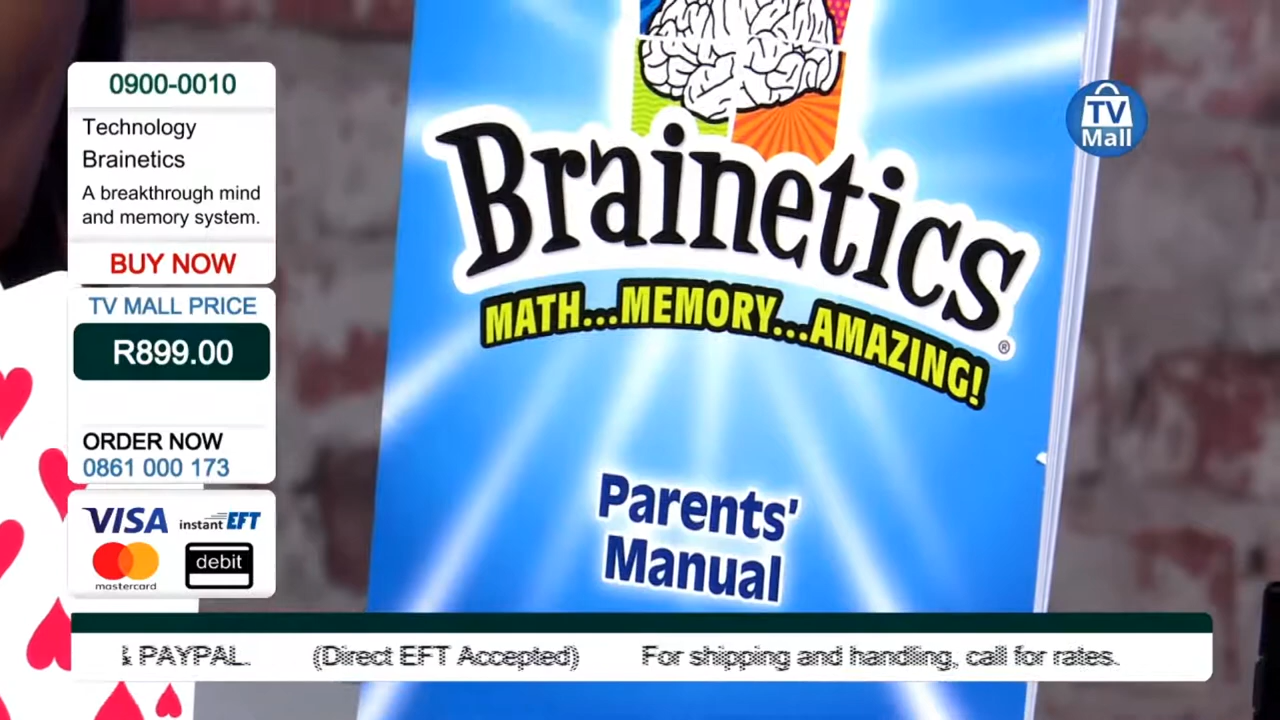 0900-0010
Technology
Brainetics
A breakthrough mind
and memory system.
BUY NOW
TV MALL PRICE
R899.00
ORDER NOW
0861 000 173
VISA
instant EFT
mastercard
debit
TV
Mall
Brainetics®
MATH...MEMORY...AMAZING!
Parents'
Manual
& PAYPAL. (Direct EFT Accepted) For shipping and handling, call for rates.